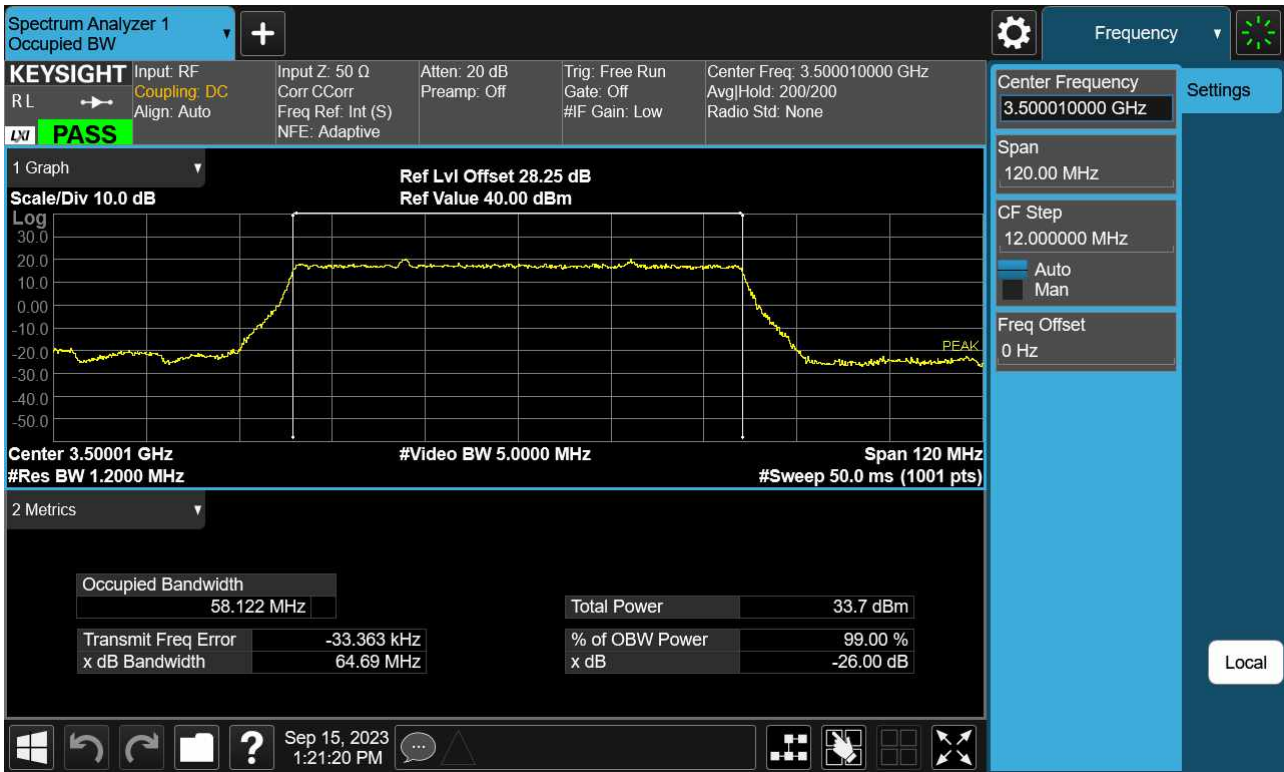 Spectrum Analyzer 1
Occupied BW
Frequency
KEYSIGHT
R L
LXI
PASS
Input: RF
Coupling: DC
Align: Auto
Input Z: 50 Ω
Corr CCorr
Freq Ref: Int (S)
NFE: Adaptive
Atten: 20 dB
Preamp: Off
Trig: Free Run
Gate: Off
#IF Gain: Low
Center Freq: 3.500010000 GHz
Avg|Hold: 200/200
Radio Std: None
Center Frequency
3.500010000 GHz
Settings
Span
120.00 MHz
CF Step
12.000000 MHz
Auto
Man
Freq Offset
0 Hz
1 Graph
Scale/Div 10.0 dB
Ref Lvl Offset 28.25 dB
Ref Value 40.00 dBm
Log
30.0
20.0
10.0
0.00
-10.0
-20.0
-30.0
-40.0
-50.0
PEAK
Center 3.50001 GHz
#Video BW 5.0000 MHz
Span 120 MHz
#Res BW 1.2000 MHz
#Sweep 50.0 ms (1001 pts)
2 Metrics
Occupied Bandwidth
58.122 MHz
Total Power 33.7 dBm
Transmit Freq Error -33.363 kHz
% of OBW Power 99.00 %
x dB Bandwidth 64.69 MHz
x dB -26.00 dB
Local
?
Sep 15, 2023
1:21:20 PM